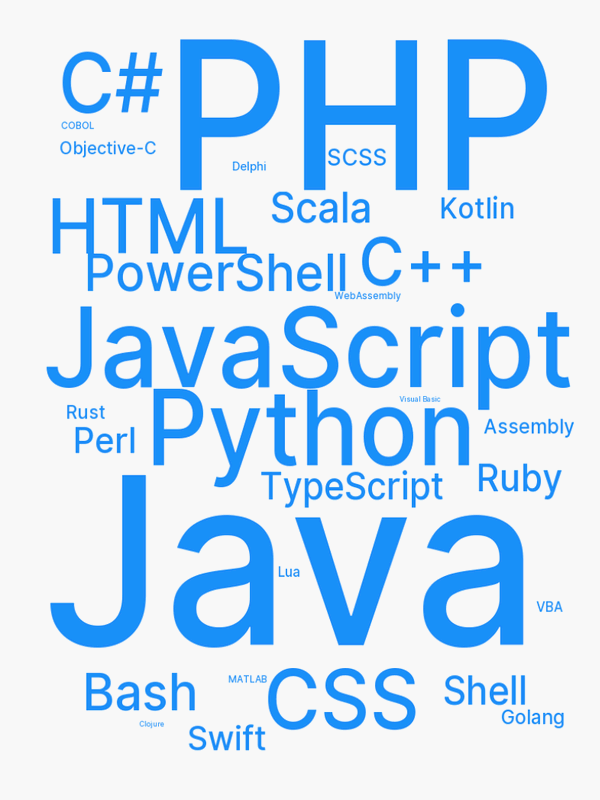 C#
PHP
COBOL
Objective-C
SCSS
Delphi
Scala
Kotlin
HTML
C++
PowerShell
WebAssembly
JavaScript
Visual Basic
Rust
Python
Assembly
Perl
Ruby
TypeScript
Java
Lua
VBA
MATLAB
Bash
CSS
Shell
Golang
Clojure
Swift